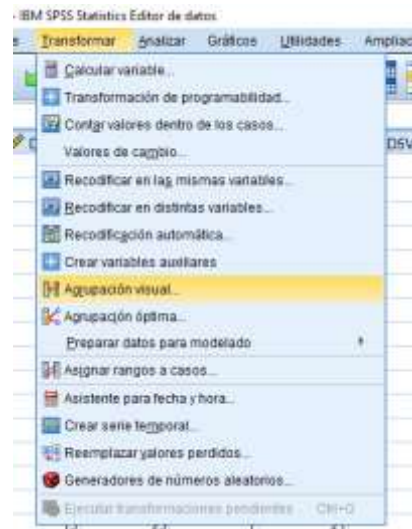 IBM SPSS Statistics Editor de datos
Transformar Analizar Gráficos Utilidades Ampliac
Calcular variable...
Transformación de programabilidad...
Contar valores dentro de los casos...
Valores de cambio...
DSV
Recodificar en las mismas variables...
Recodificar en distintas variables...
Recodificación automática...
Crear variables auxiliares
Agrupación visual...
Agrupación óptima...
Preparar datos para modelado
Asignar rangos a casos...
Asistente para fecha y hora...
Crear serie temporal...
Reemplazar valores perdidos...
Generadores de números aleatorios...
Ejecutar transformaciones pendientes Ctrl+G